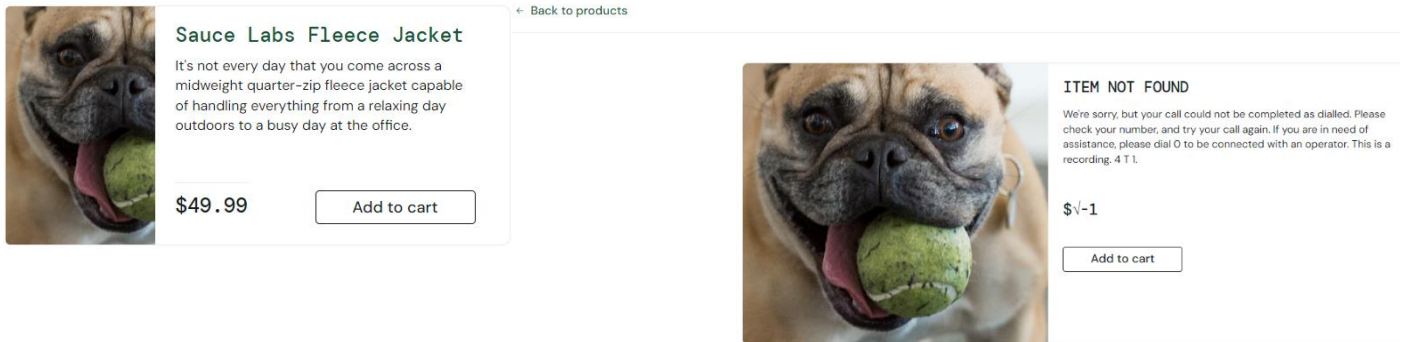 Sauce Labs Fleece Jacket
It's not every day that you come across a
midweight quarter-zip fleece jacket capable
of handling everything from a relaxing day
outdoors to a busy day at the office.
$49.99
Add to cart
← Back to products
ITEM NOT FOUND
We're sorry, but your call could not be completed as dialled. Please
check your number, and try your call again. If you are in need of
assistance, please dial 0 to be connected with an operator. This is a
recording. 4 T 1.
$√-1
Add to cart